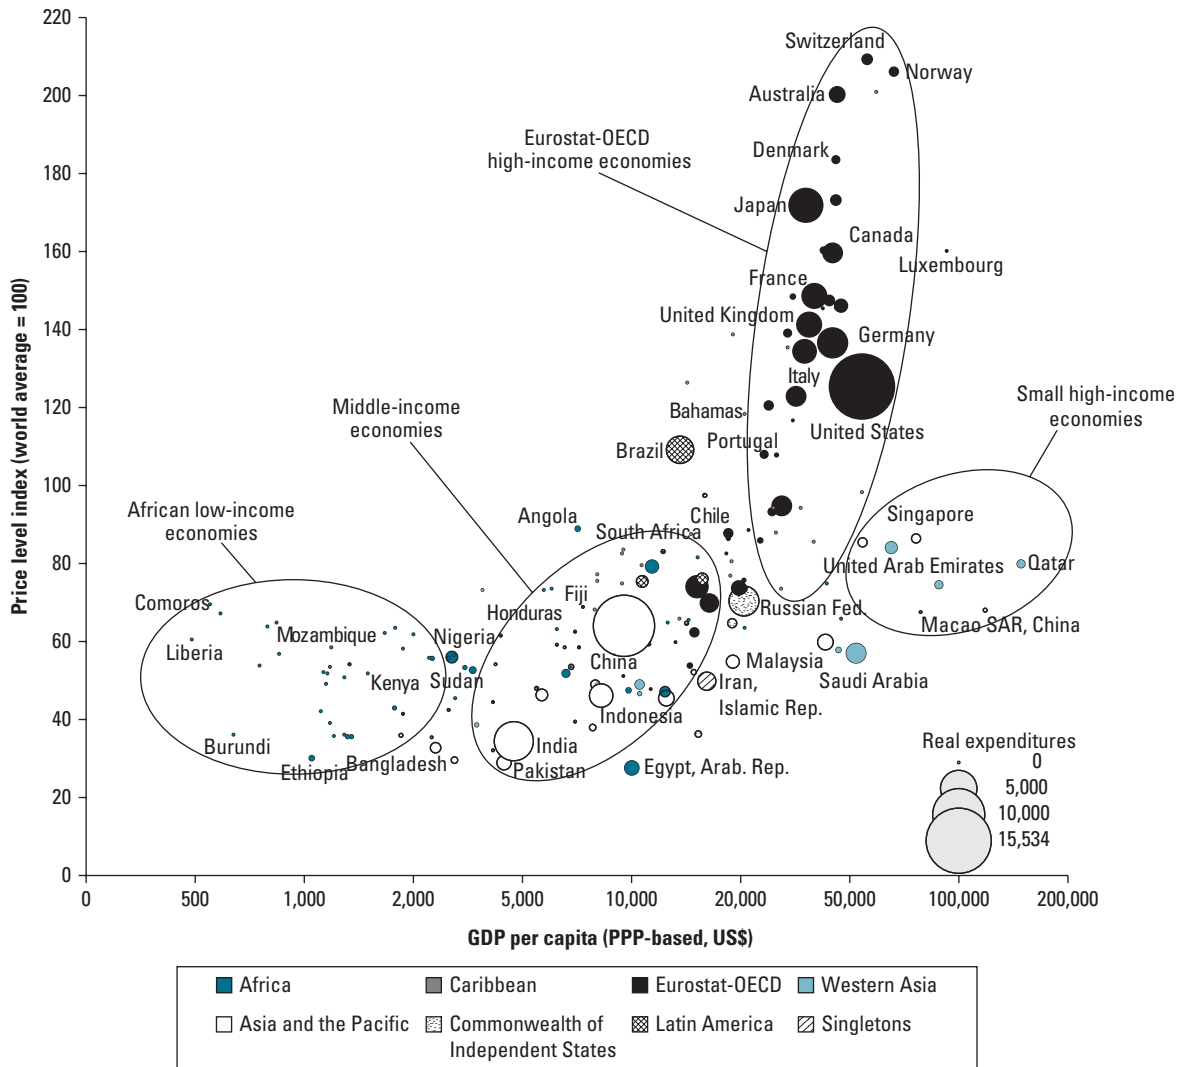 220
200
180
160
140
120
100
80
60
40
20
0
Price level index (world average = 100)
Switzerland
Norway
Australia
Eurostat-OECD
high-income economies
Denmark
Japan
Canada
Luxembourg
France
United Kingdom
Germany
Italy
Middle-income
economies
Small high-income
economies
Bahamas
Portugal
United States
Brazil
African low-income
economies
Angola
South Africa
Chile
Singapore
United Arab Emirates
Qatar
Comoros
Fiji
Honduras
Russian Fed.
Macao SAR, China
Mozambique
Liberia
Nigeria
China
Malaysia
Kenya
Sudan
Saudi Arabia
Iran,
Islamic Rep.
Indonesia
Burundi
India
Real expenditures
0
5,000
10,000
15,534
Ethiopia
Bangladesh
Pakistan
Egypt, Arab. Rep.
0
500
1,000
2,000
5,000
10,000
20,000
50,000
100,000
200,000
GDP per capita (PPP-based, US$)
Africa
Caribbean
Eurostat-OECD
Western Asia
Asia and the Pacific
Commonwealth of
Independent States
Latin America
Singletons